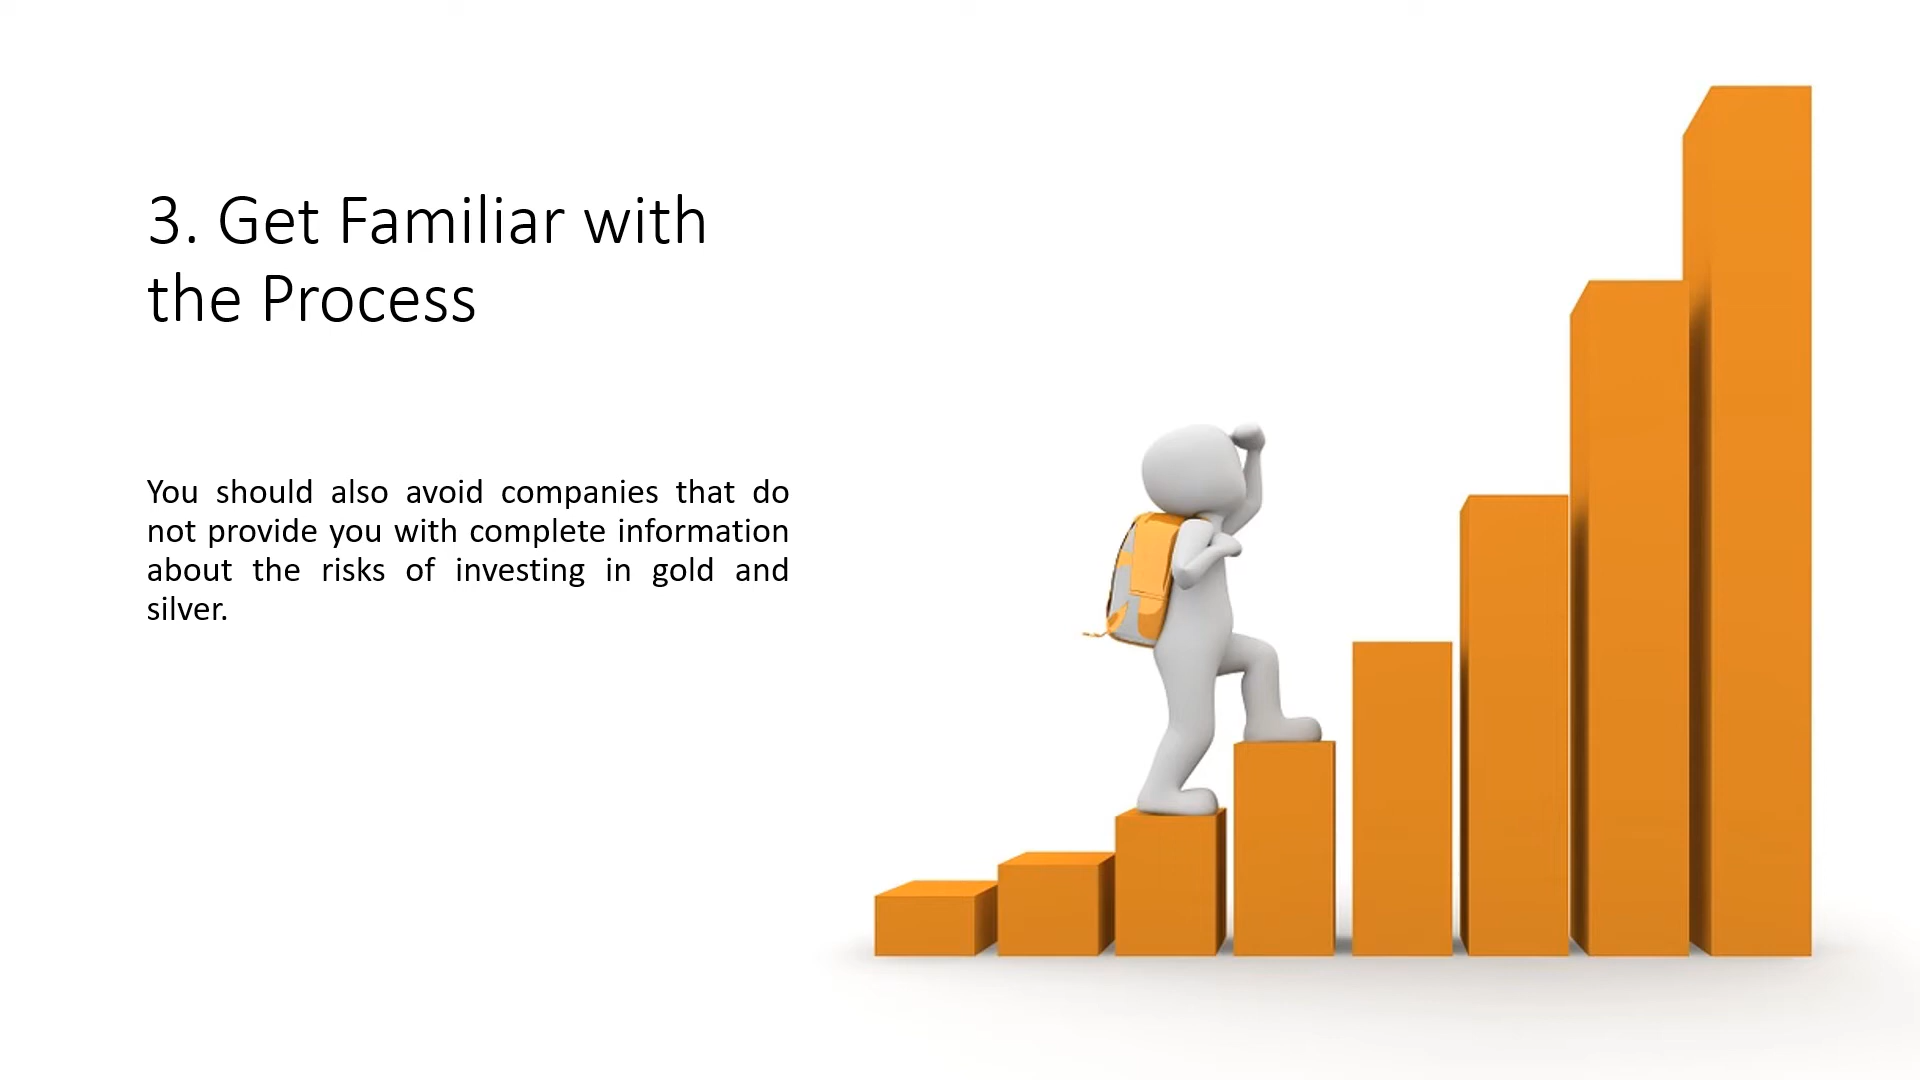 3. Get Familiar with
the Process
You should also avoid companies that do
not provide you with complete information
about the risks of investing in gold and
silver.